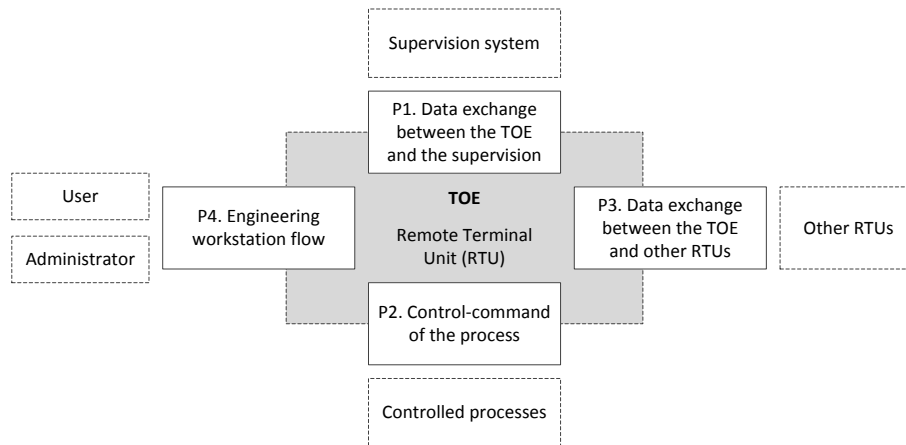 Supervision system
P1. Data exchange
between the TOE
and the supervision
User
Administrator
P4. Engineering
workstation flow
TOE
Remote Terminal
Unit (RTU)
P3. Data exchange
between the TOE
and other RTUs
Other RTUs
P2. Control-command
of the process
Controlled processes